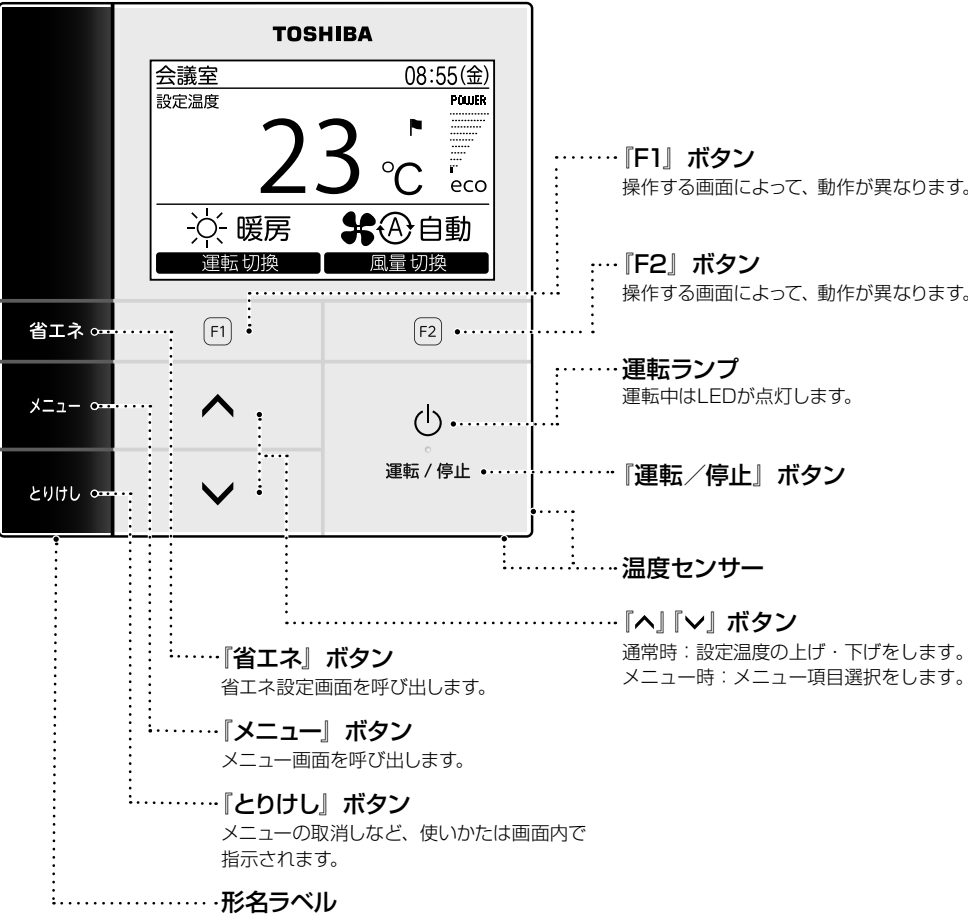 TOSHIBA
会議室 08:55(金)
設定温度 POWER
23 ℃
eco
暖房 A 自動
運転切換 風量切換
省エネ F1 F2
メニュー
運転 / 停止
とりけし
『F1』 ボタン
操作する画面によって、動作が異なります。
『F2』 ボタン
操作する画面によって、動作が異なります。
運転ランプ
運転中はLEDが点灯します。
『運転／停止』 ボタン
温度センサー
『∧』『∨』 ボタン
通常時：設定温度の上げ・下げをします。
メニュー時：メニュー項目選択をします。
『省エネ』 ボタン
省エネ設定画面を呼び出します。
『メニュー』 ボタン
メニュー画面を呼び出します。
『とりけし』 ボタン
メニューの取消しなど、使いかたは画面内で
指示されます。
形名ラベル